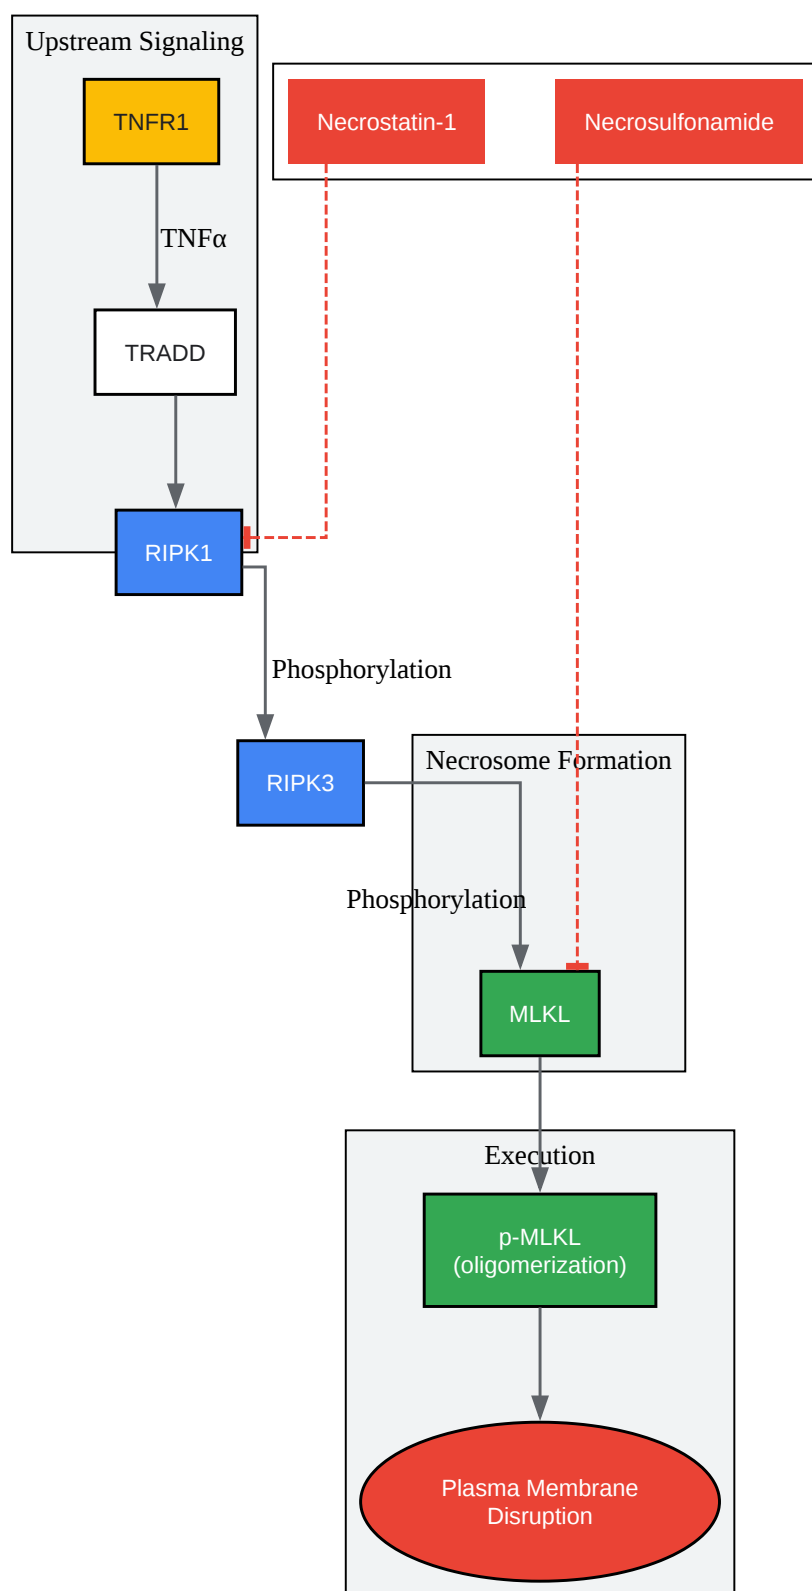 Upstream Signaling
TNFR1
Necrostatin-1
Necrosulfonamide
TNFα
TRADD
RIPK1
Phosphorylation
Necrosome Formation
RIPK3
Phosphorylation
MLKL
Execution
p-MLKL
(oligomerization)
Plasma Membrane
Disruption